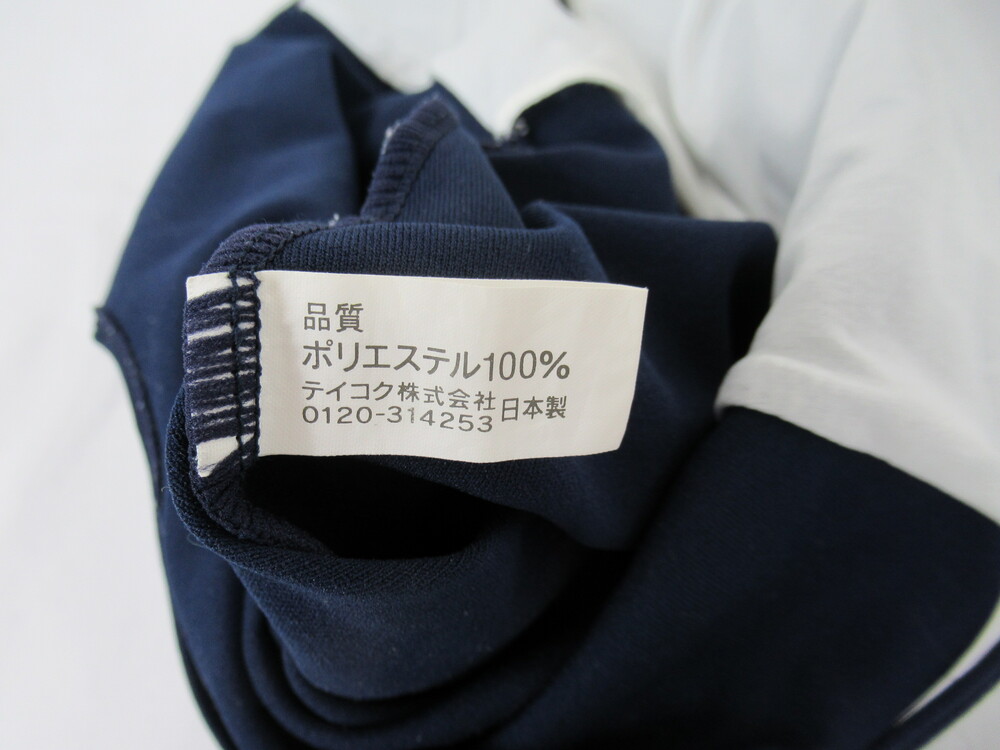 品質
ポリエステル100%
テイコク株式会社
0120-314253
日本製